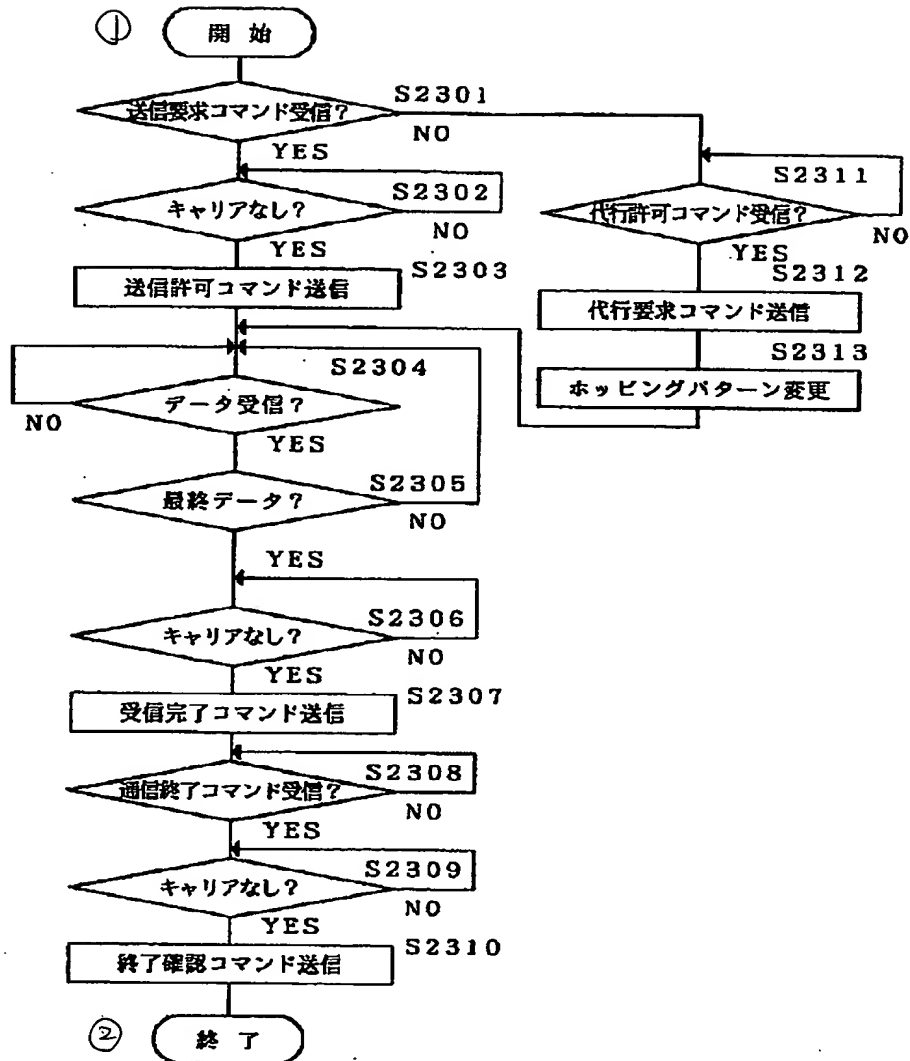 ① 開始
送信要求コマンド受信?
S2301
NO
YES
キャリアなし?
S2302
NO
YES
送信許可コマンド送信
S2303
代行許可コマンド受信?
S2311
NO
YES
代行要求コマンド送信
S2312
ホッピングパターン変更
S2313
データ受信?
S2304
NO
YES
最終データ?
S2305
NO
YES
キャリアなし?
S2306
NO
YES
受信完了コマンド送信
S2307
通信終了コマンド受信?
S2308
NO
YES
キャリアなし?
S2309
NO
YES
終了確認コマンド送信
S2310
② 終了